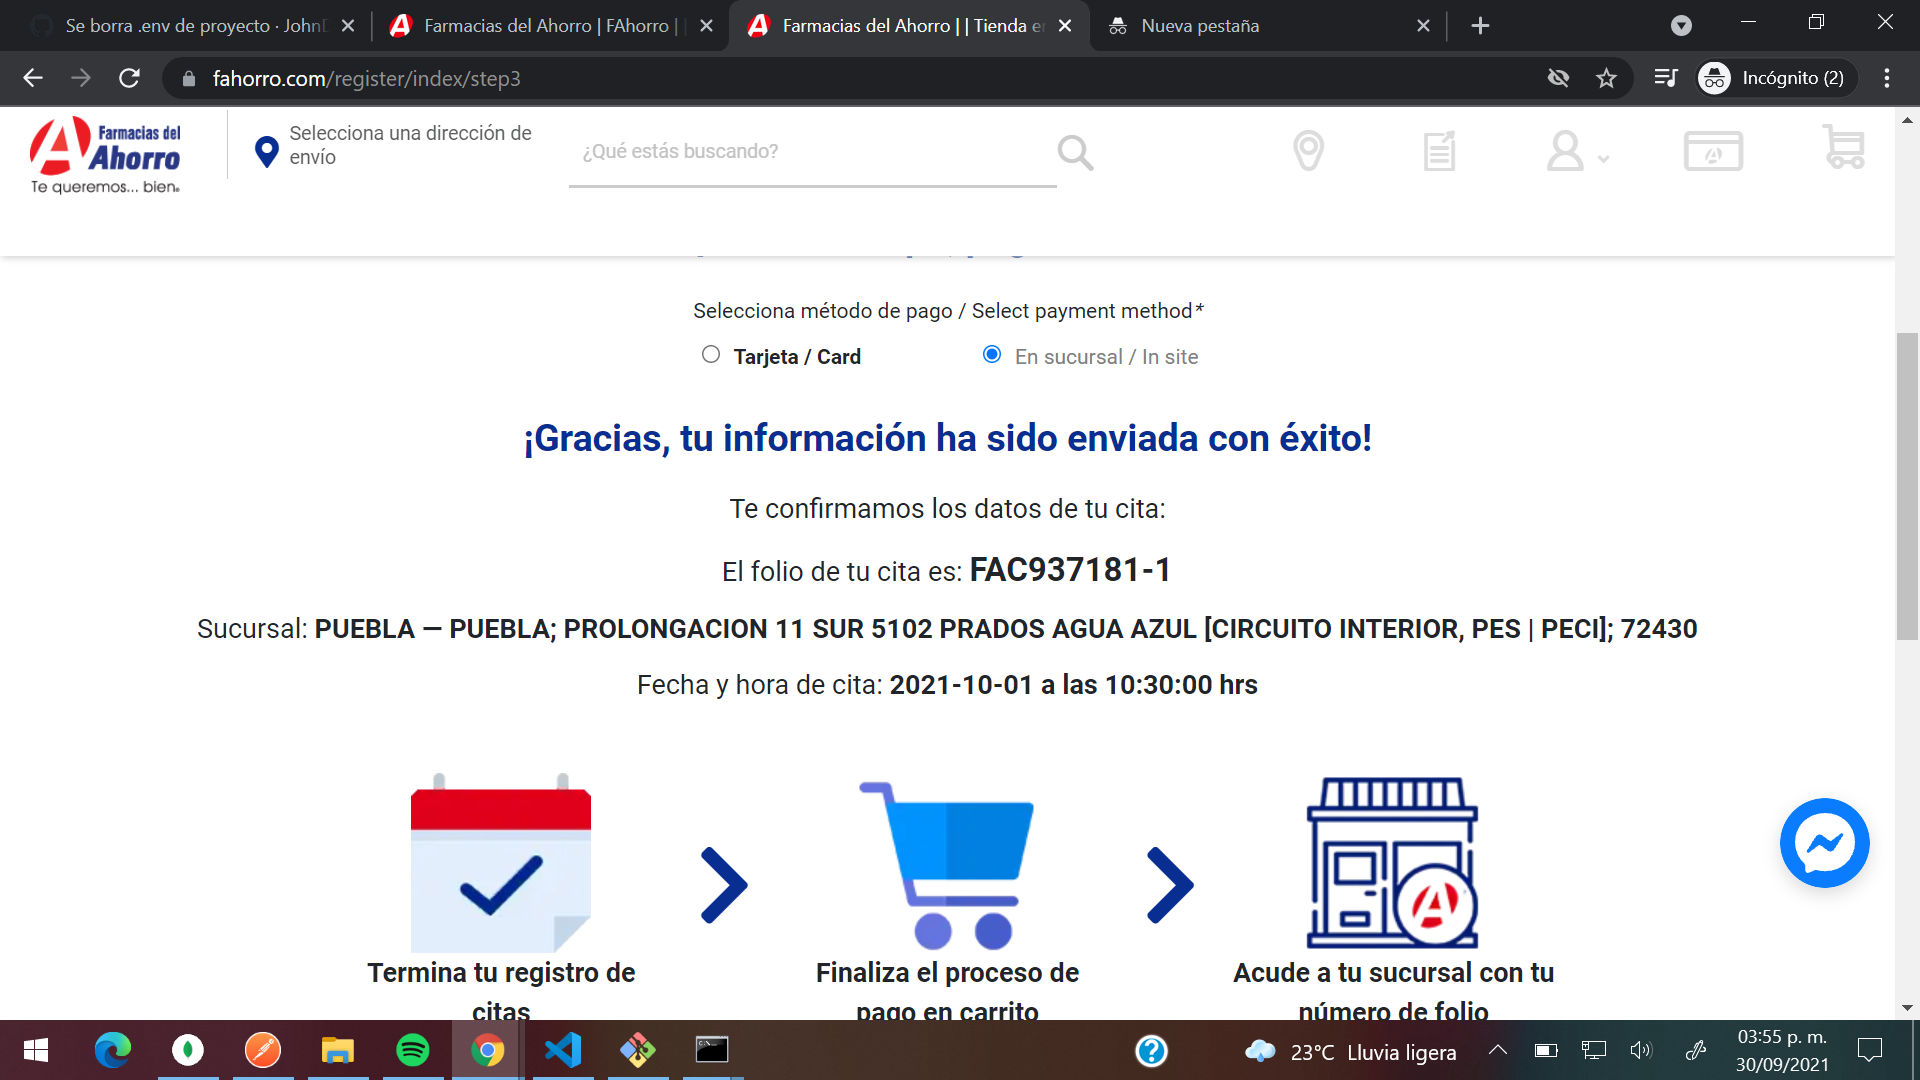 Se borra .env de proyecto · JohnD
Farmacias del Ahorro | FAhorro |
Farmacias del Ahorro | | Tienda en
Nueva pestaña
fahorro.com/register/index/step3
Incógnito (2)
Farmacias del
Ahorro
Te queremos... bien®
Selecciona una dirección de
envío
¿Qué estás buscando?
Selecciona método de pago / Select payment method*
Tarjeta / Card
En sucursal / In site
¡Gracias, tu información ha sido enviada con éxito!
Te confirmamos los datos de tu cita:
El folio de tu cita es: FAC937181-1
Sucursal: PUEBLA — PUEBLA; PROLONGACION 11 SUR 5102 PRADOS AGUA AZUL [CIRCUITO INTERIOR, PES | PECI]; 72430
Fecha y hora de cita: 2021-10-01 a las 10:30:00 hrs
Termina tu registro de
citas
Finaliza el proceso de
pago en carrito
Acude a tu sucursal con tu
número de folio
23°C Lluvia ligera
03:55 p. m.
30/09/2021